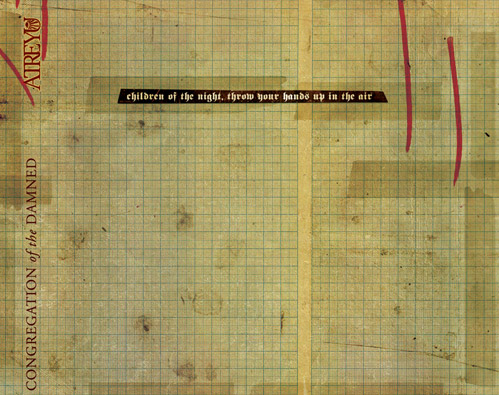 children of the night, throw your hands up in the air
ATREYU
CONGREGATION of the DAMNED